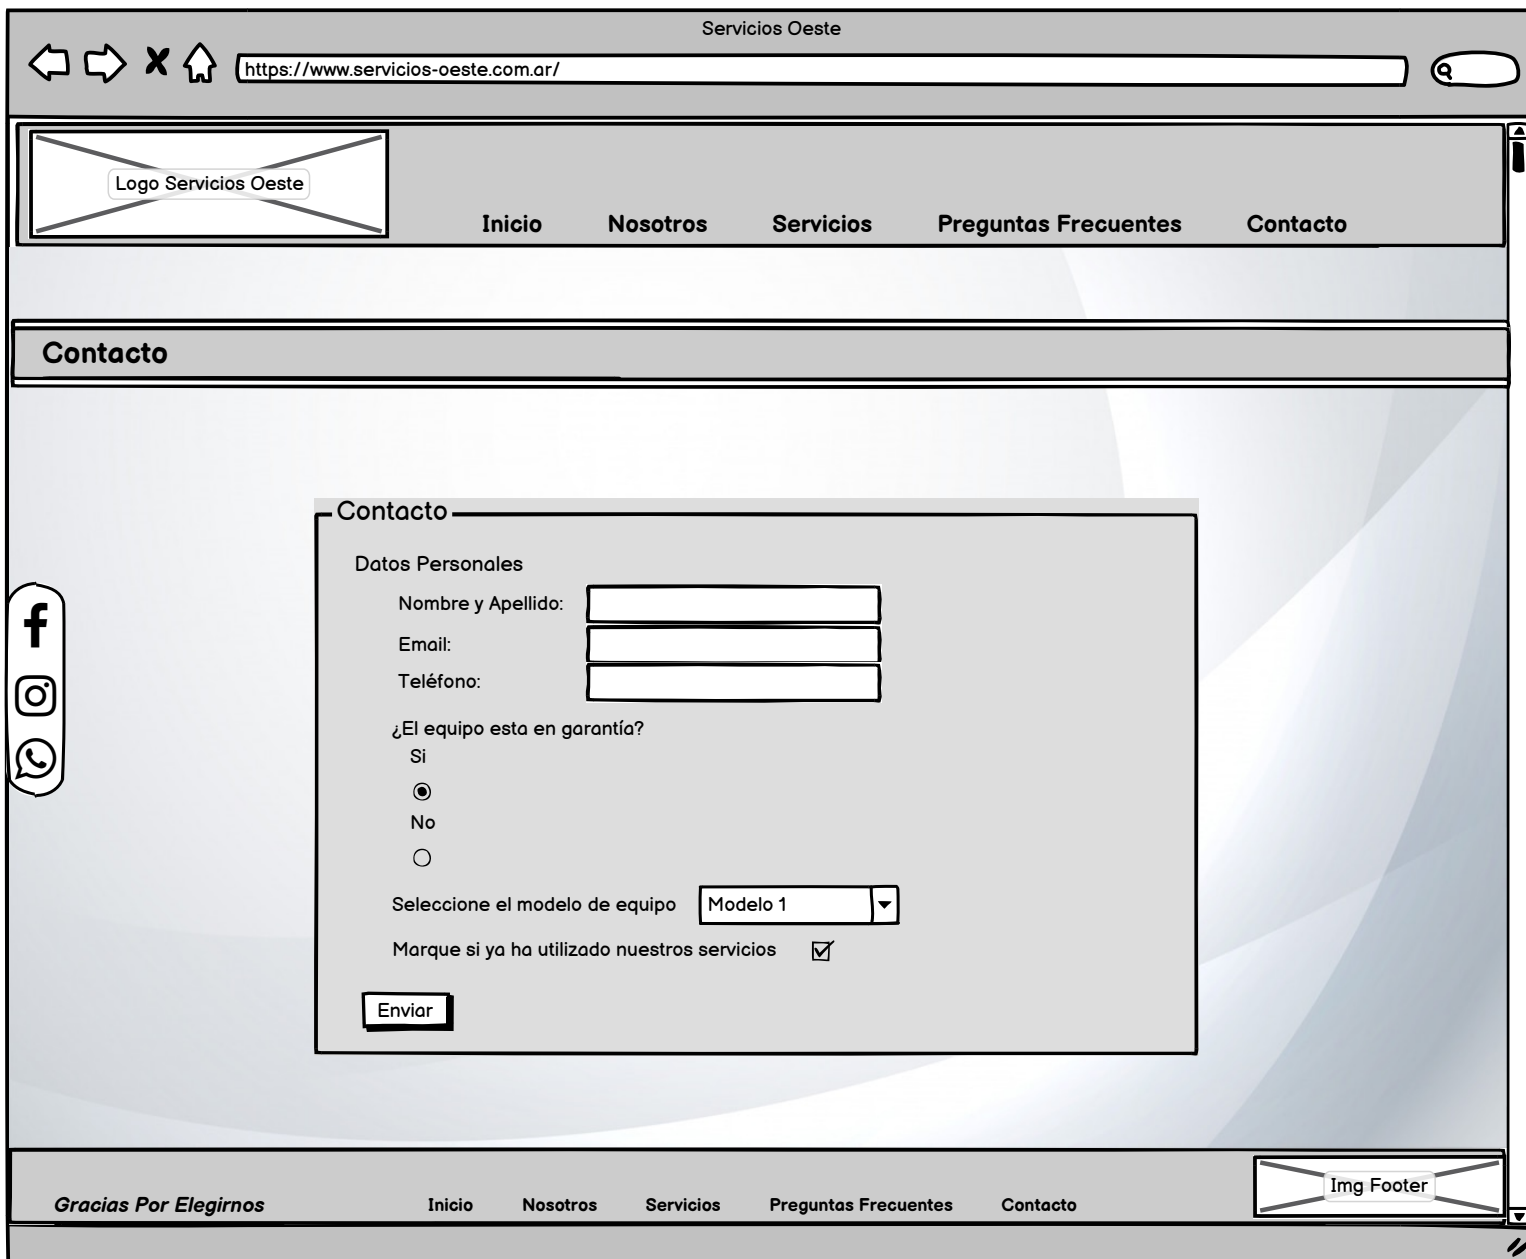 Servicios Oeste
https://www.servicios-oeste.com.ar/
Logo Servicios Oeste
Inicio Nosotros Servicios Preguntas Frecuentes Contacto
Contacto
Contacto
Datos Personales
Nombre y Apellido:
Email:
Teléfono:
¿El equipo esta en garantía?
Si
No
Seleccione el modelo de equipo Modelo 1
Marque si ya ha utilizado nuestros servicios
Enviar
Gracias Por Elegirnos Inicio Nosotros Servicios Preguntas Frecuentes Contacto Img Footer